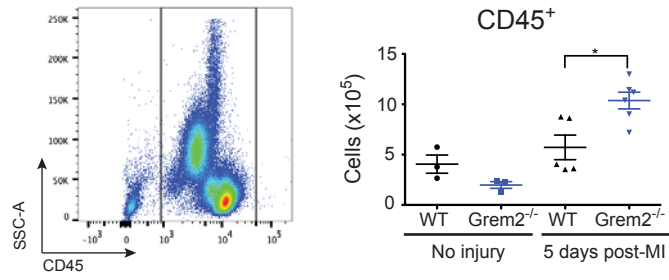 250K
200K
150K
100K
50K
0
-10³ 0 10³ 10⁴ 10⁵
SSC-A
CD45
CD45⁺
Cells (x10⁵)
15
10
5
0
*
WT Grem2⁻/⁻ WT Grem2⁻/⁻
No injury 5 days post-MI